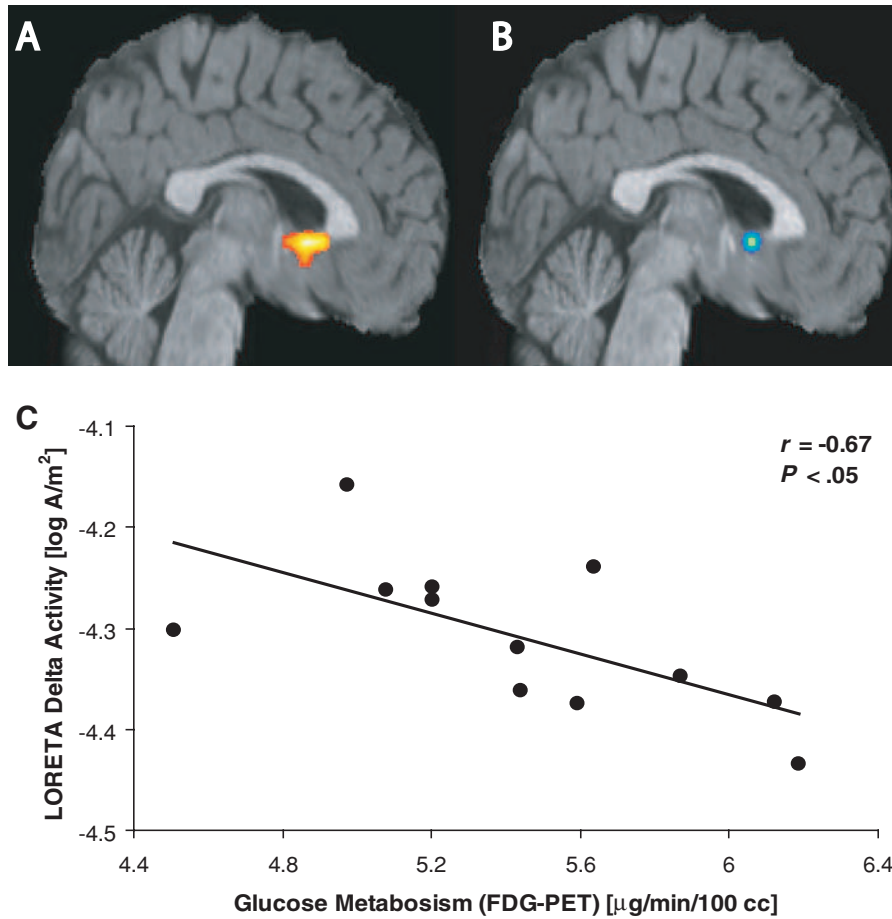 A
B
C
r = -0.67
P < .05
LORETA Delta Activity [log A/m²]
-4.1
-4.2
-4.3
-4.4
-4.5
4.4 4.8 5.2 5.6 6 6.4
Glucose Metabosism (FDG-PET) [μg/min/100 cc]